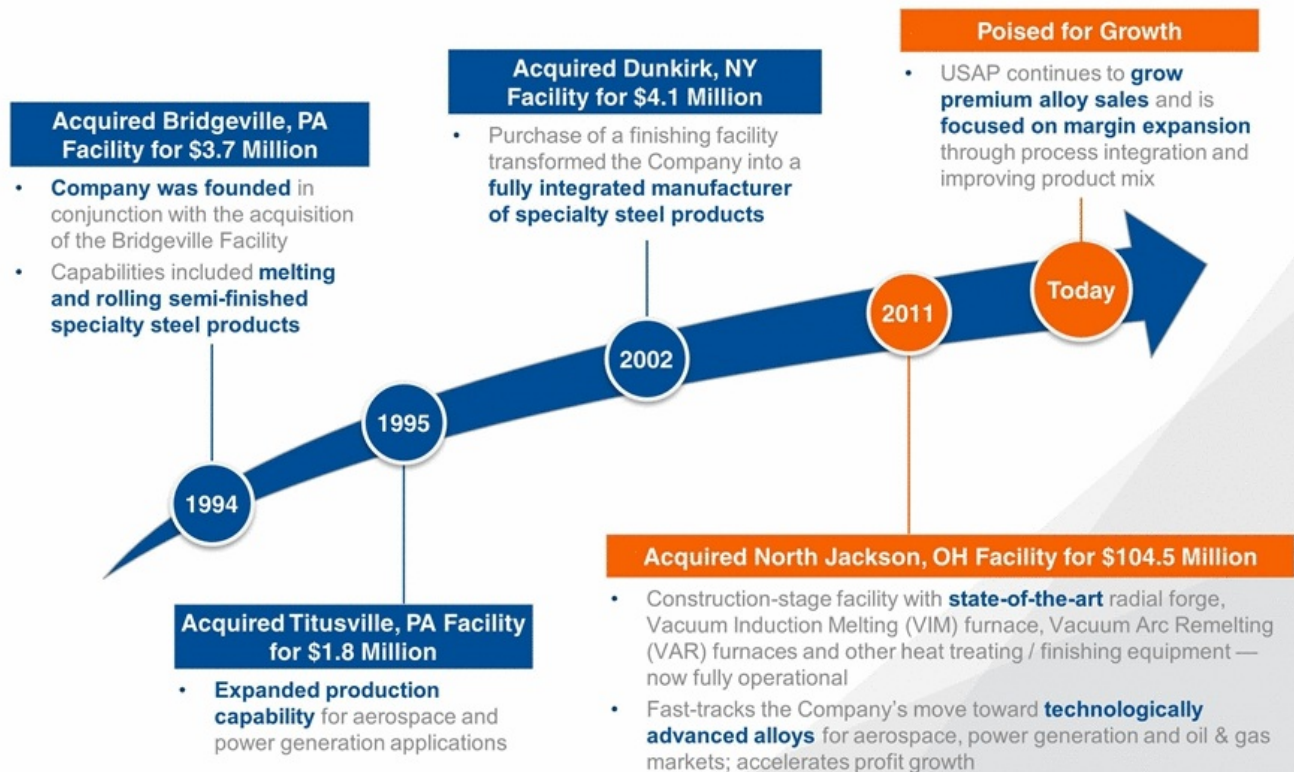 Acquired Bridgeville, PA
Facility for $3.7 Million
• Company was founded in
conjunction with the acquisition
of the Bridgeville Facility
• Capabilities included melting
and rolling semi-finished
specialty steel products
1994
1995
Acquired Titusville, PA Facility
for $1.8 Million
• Expanded production
capability for aerospace and
power generation applications
Acquired Dunkirk, NY
Facility for $4.1 Million
• Purchase of a finishing facility
transformed the Company into a
fully integrated manufacturer
of specialty steel products
2002
2011
Acquired North Jackson, OH Facility for $104.5 Million
• Construction-stage facility with state-of-the-art radial forge,
Vacuum Induction Melting (VIM) furnace, Vacuum Arc Remelting
(VAR) furnaces and other heat treating / finishing equipment —
now fully operational
• Fast-tracks the Company's move toward technologically
advanced alloys for aerospace, power generation and oil & gas
markets; accelerates profit growth
Poised for Growth
• USAP continues to grow
premium alloy sales and is
focused on margin expansion
through process integration and
improving product mix
Today